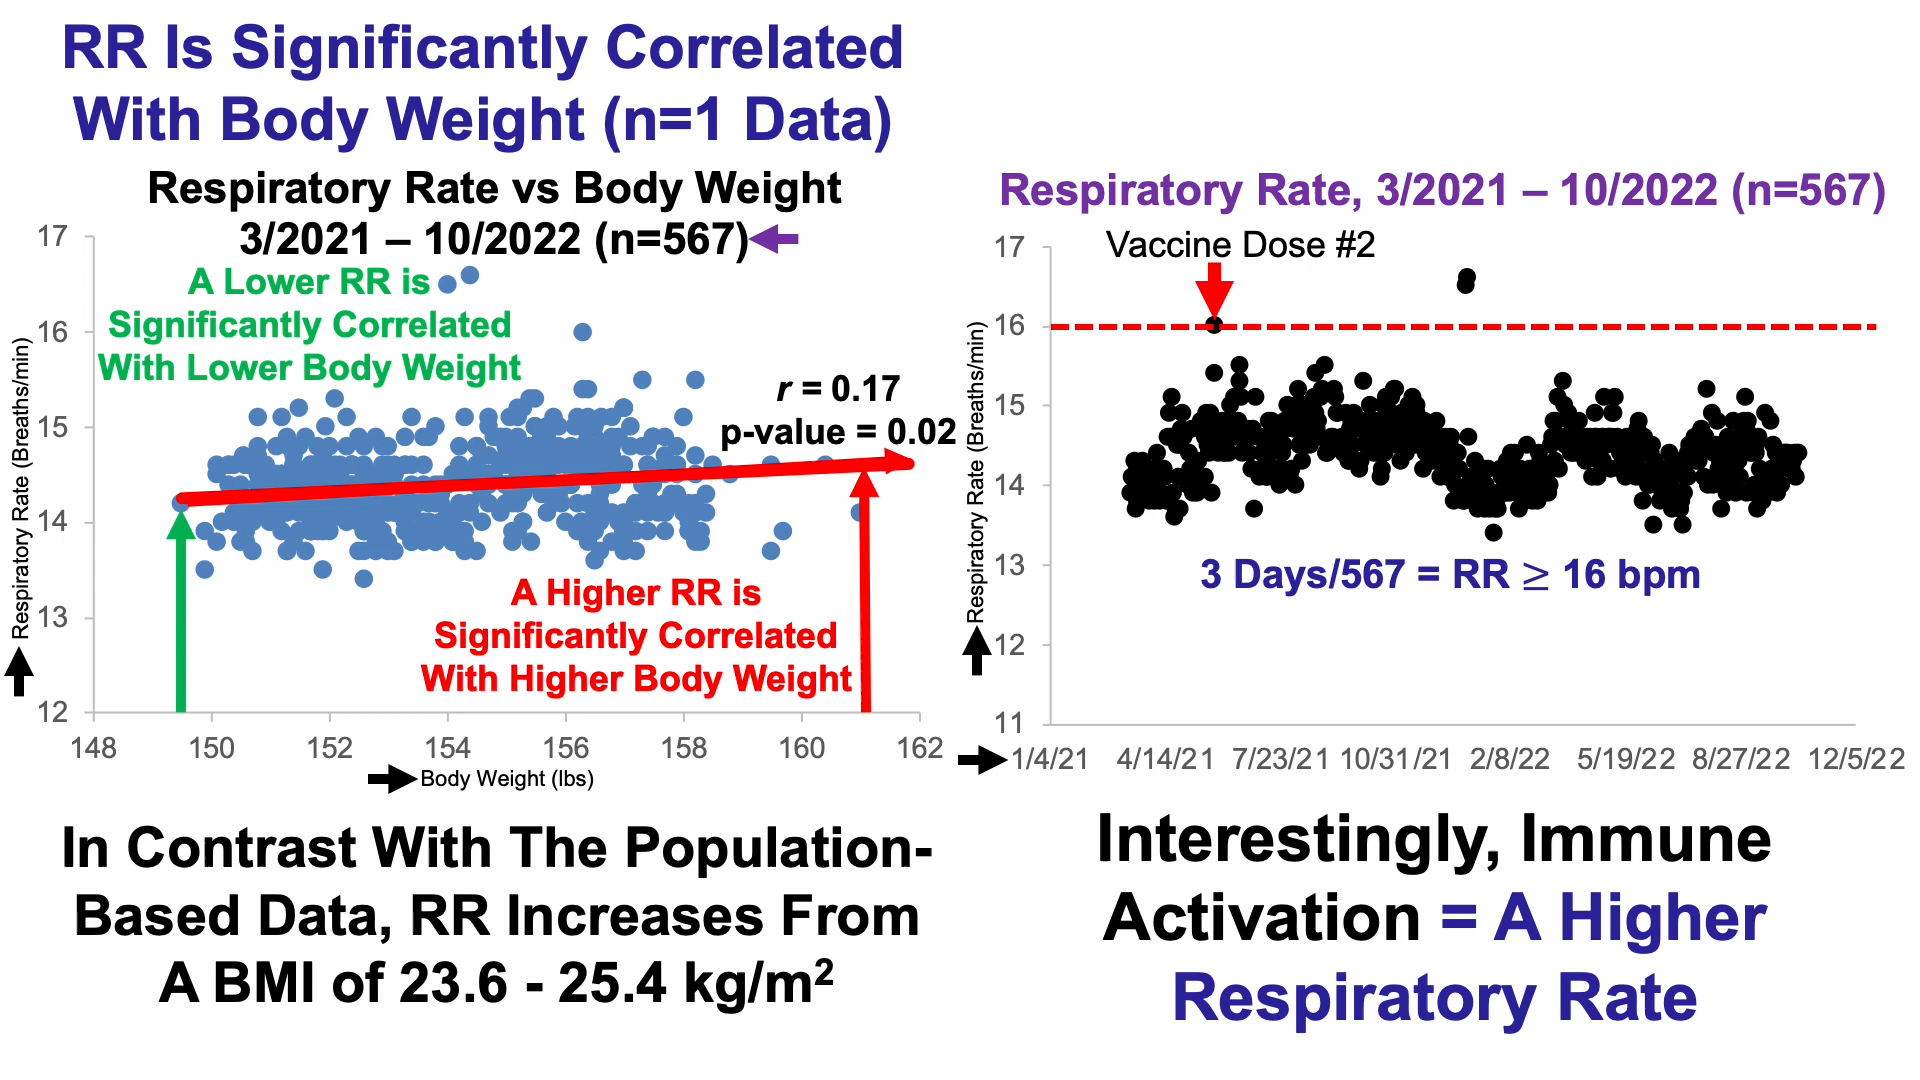 RR Is Significantly Correlated
With Body Weight (n=1 Data)
Respiratory Rate vs Body Weight
3/2021 – 10/2022 (n=567)
A Lower RR is
Significantly Correlated
With Lower Body Weight
r = 0.17
p-value = 0.02
A Higher RR is
Significantly Correlated
With Higher Body Weight
Respiratory Rate (Breaths/min)
17
16
15
14
13
12
148 150 152 154 156 158 160 162
Body Weight (lbs)
In Contrast With The Population-
Based Data, RR Increases From
A BMI of 23.6 - 25.4 kg/m²
Respiratory Rate, 3/2021 – 10/2022 (n=567)
Vaccine Dose #2
3 Days/567 = RR ≥ 16 bpm
Respiratory Rate (Breaths/min)
17
16
15
14
13
12
11
1/4/21 4/14/21 7/23/21 10/31/21 2/8/22 5/19/22 8/27/22 12/5/22
Interestingly, Immune
Activation = A Higher
Respiratory Rate